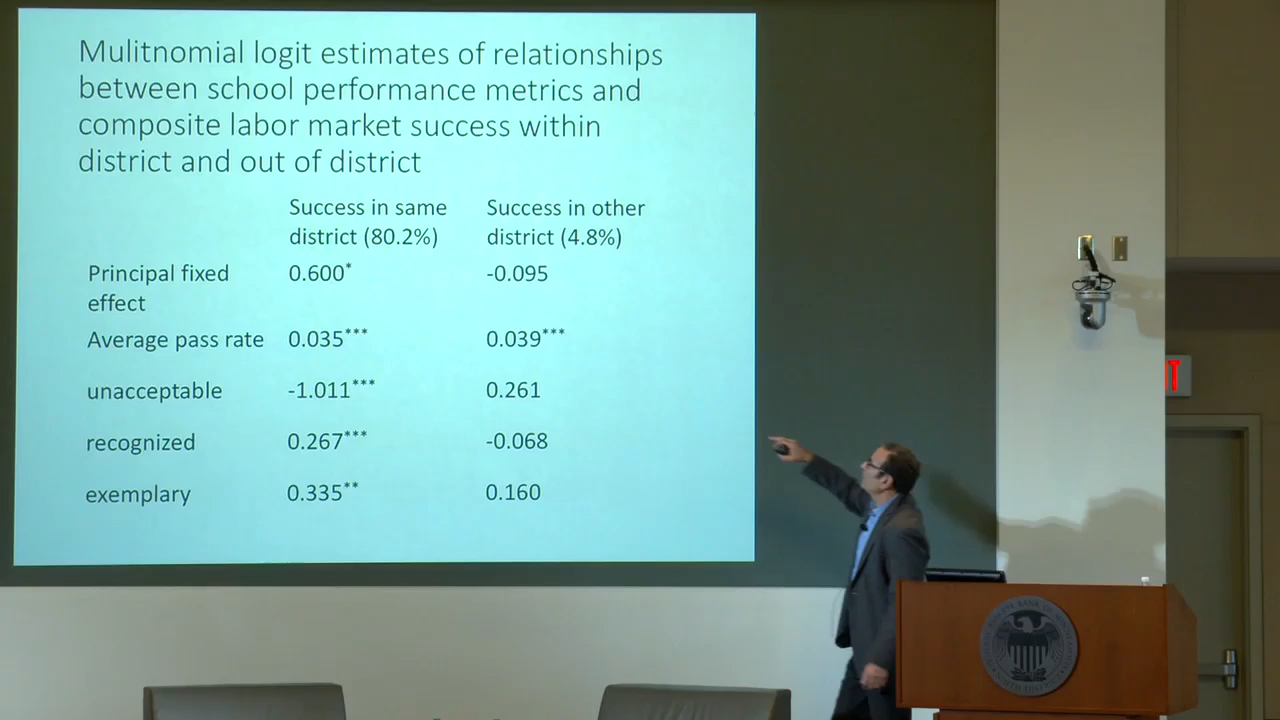 Mulitnomial logit estimates of relationships
between school performance metrics and
composite labor market success within
district and out of district
Success in same district (80.2%) Success in other district (4.8%)
Principal fixed effect 0.600* -0.095
Average pass rate 0.035*** 0.039***
unacceptable -1.011*** 0.261
recognized 0.267*** -0.068
exemplary 0.335** 0.160